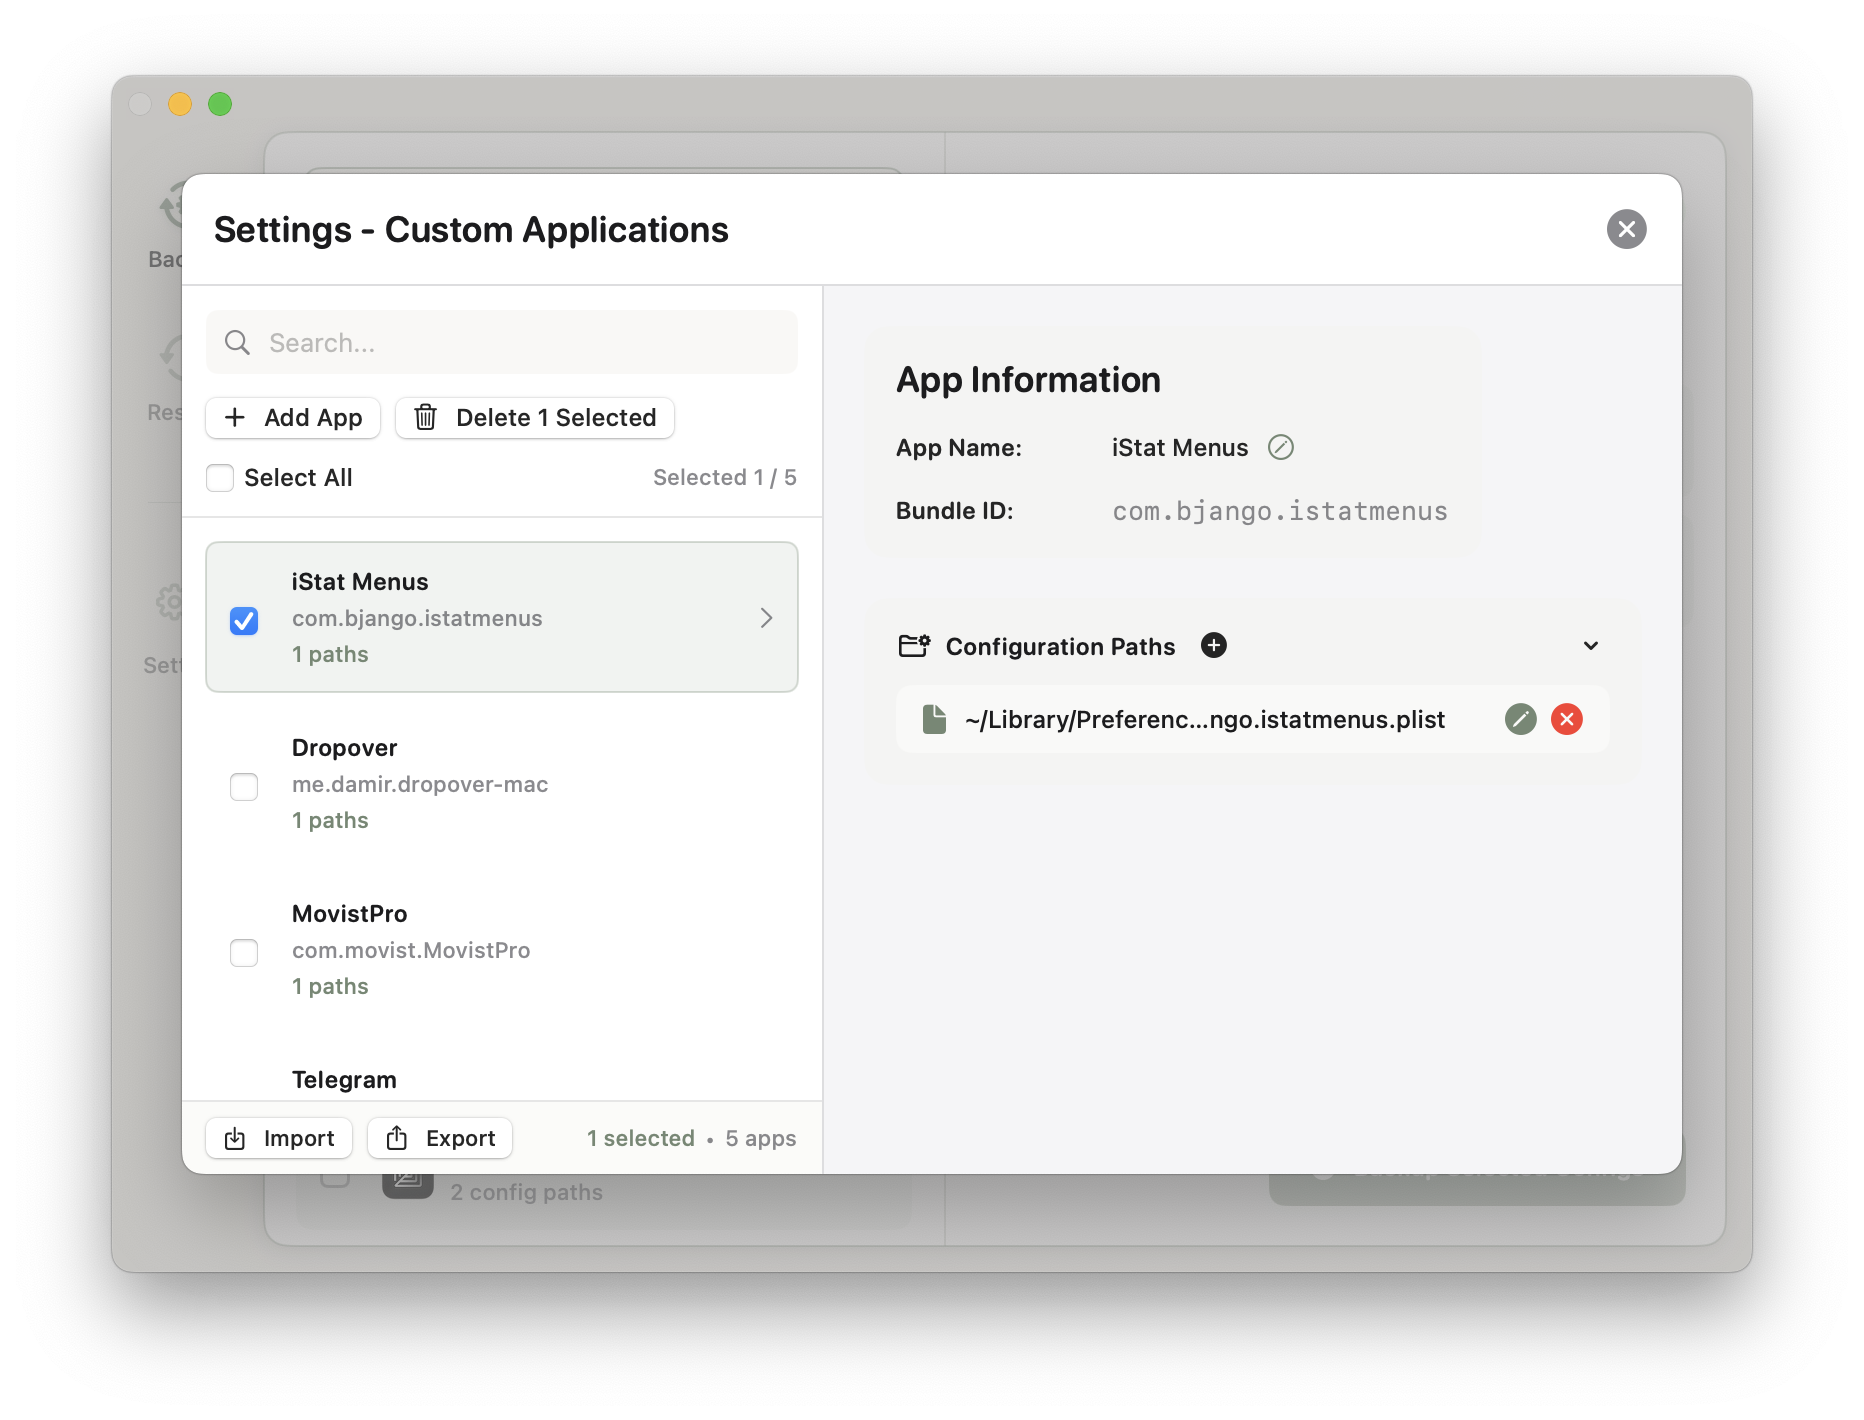 Settings - Custom Applications
Search...
Add App
Delete 1 Selected
Select All
Selected 1 / 5
iStat Menus
com.bjango.istatmenus
1 paths
Dropover
me.damir.dropover-mac
1 paths
MovistPro
com.movist.MovistPro
1 paths
Telegram
Import
Export
1 selected • 5 apps
App Information
App Name: iStat Menus
Bundle ID: com.bjango.istatmenus
Configuration Paths
~/Library/Preferenc...ngo.istatmenus.plist
2 config paths